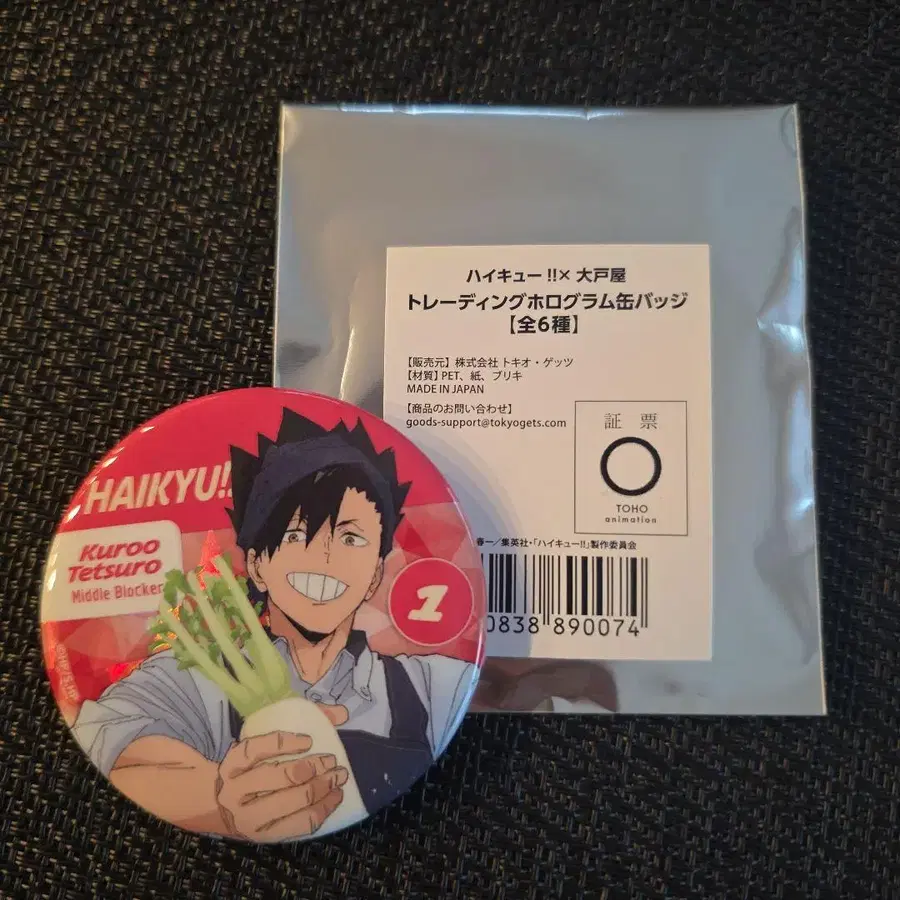 ハイキュー!!× 大戸屋
トレーディングホログラム缶バッジ
【全6種】
【販売元】株式会社 トキオ・ゲッツ
【材質】PET、紙、ブリキ
MADE IN JAPAN
【商品のお問い合わせ】
goods-support@tokyogets.com
証 票
TOHO
animation
春一/集英社・「ハイキュー!!」製作委員会
0838 890074
HAIKYU!!
Kuroo
Tetsuro
Middle Blocker
1